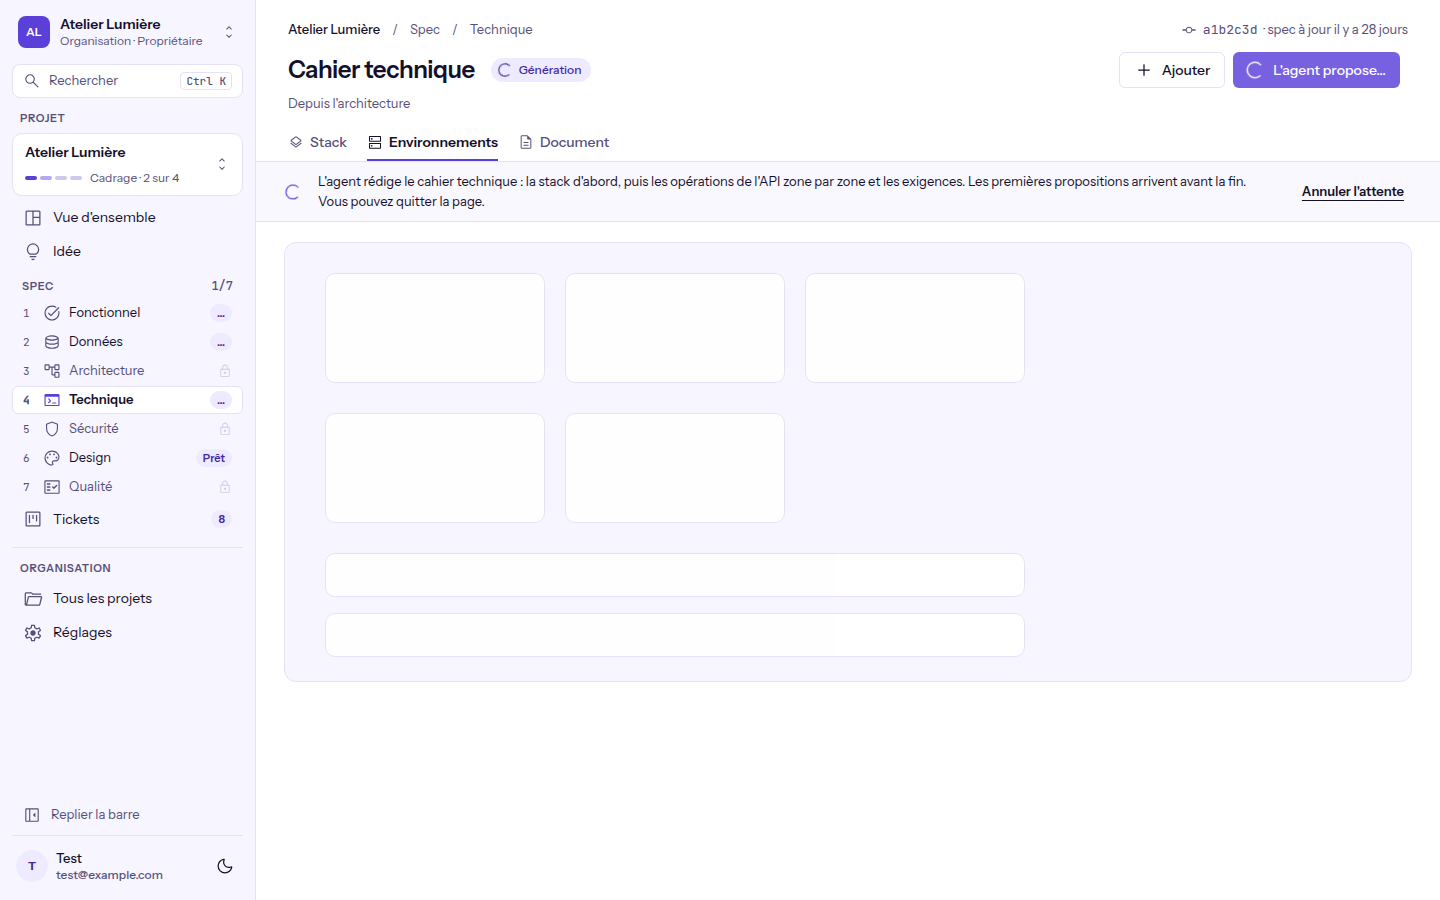 AL
Atelier Lumière
Organisation · Propriétaire
Rechercher
Ctrl K
PROJET
Atelier Lumière
Cadrage · 2 sur 4
Vue d'ensemble
Idée
SPEC 1/7
1 Fonctionnel ...
2 Données ...
3 Architecture
4 Technique ...
5 Sécurité
6 Design Prêt
7 Qualité
Tickets 8
ORGANISATION
Tous les projets
Réglages
Replier la barre
T
Test
test@example.com
Atelier Lumière / Spec / Technique
a1b2c3d · spec à jour il y a 28 jours
Cahier technique
Génération
Ajouter
L'agent propose...
Depuis l'architecture
Stack
Environnements
Document
L'agent rédige le cahier technique : la stack d'abord, puis les opérations de l'API zone par zone et les exigences. Les premières propositions arrivent avant la fin.
Vous pouvez quitter la page.
Annuler l'attente